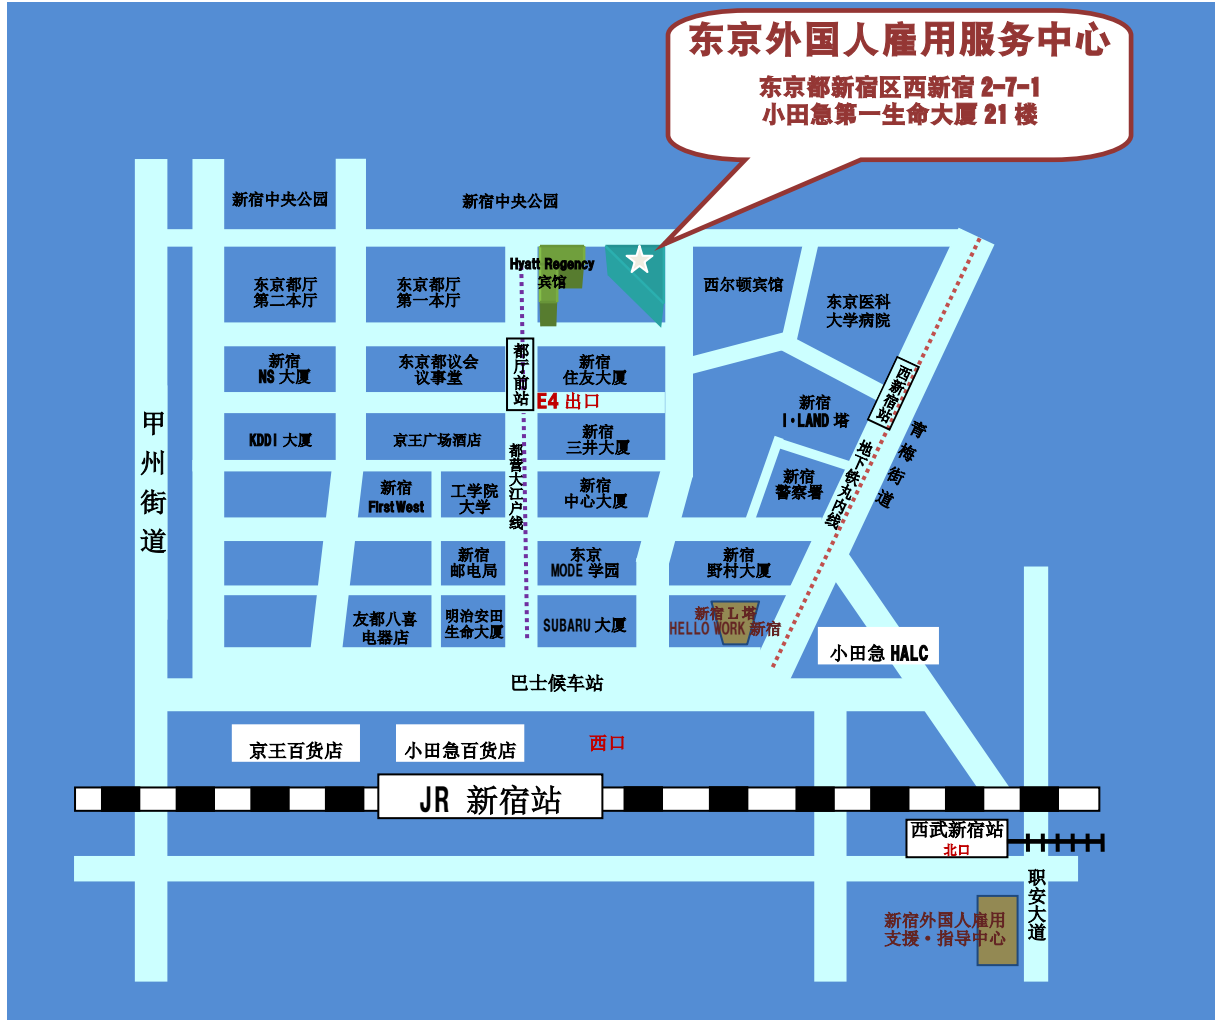 东京外国人雇用服务中心
东京都新宿区西新宿 2-7-1
小田急第一生命大厦 21 楼
新宿中央公园
新宿中央公园
东京都厅
第二本厅
东京都厅
第一本厅
Hyatt Regency
宾馆
西尔顿宾馆
东京医科
大学病院
新宿
NS 大厦
东京都议会
议事堂
都厅前站
新宿
住友大厦
西新宿站
E4 出口
新宿
I·LAND 塔
甲州街道
KDDI 大厦
京王广场酒店
都营大江户线
新宿
三井大厦
地下铁丸内线
青梅街道
新宿
First West
工学院
大学
新宿
中心大厦
新宿
警察署
新宿
邮电局
东京
MODE 学园
新宿
野村大厦
友都八喜
电器店
明治安田
生命大厦
SUBARU 大厦
新宿 L 塔
HELLO WORK 新宿
小田急 HALC
巴士候车站
京王百货店
小田急百货店
西口
JR 新宿站
西武新宿站
北口
职安大道
新宿外国人雇用
支援・指导中心